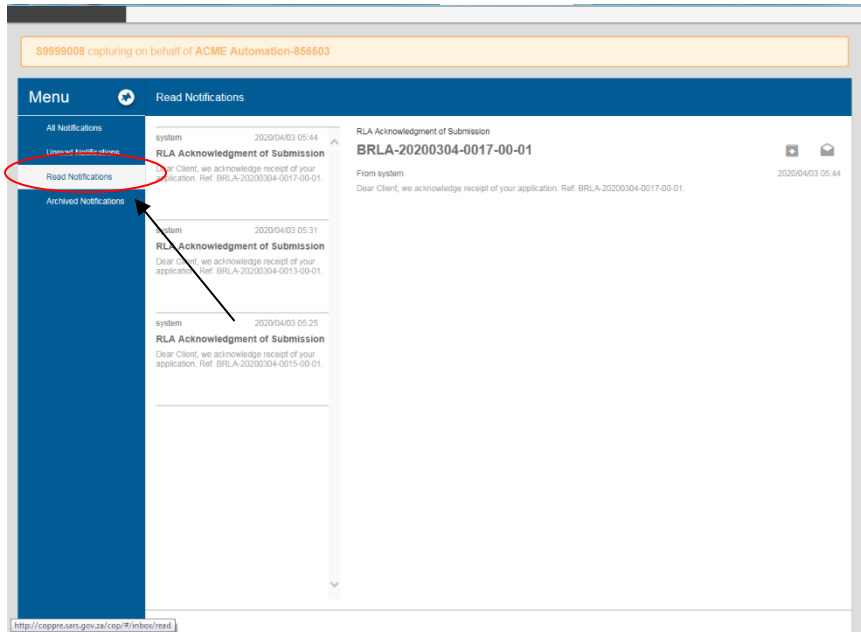 S9999008 capturing on behalf of ACME Automation-856503
Menu
Read Notifications
All Notifications
Unread Notifications
Read Notifications
Archived Notifications
system 2020/04/03 05:44
RLA Acknowledgment of Submission
Dear Client, we acknowledge receipt of your
application. Ref. BRLA-20200304-0017-00-01.
system 2020/04/03 05:31
RLA Acknowledgment of Submission
Dear Client, we acknowledge receipt of your
application. Ref. BRLA-20200304-0013-00-01.
system 2020/04/03 05:25
RLA Acknowledgment of Submission
Dear Client, we acknowledge receipt of your
application. Ref. BRLA-20200304-0015-00-01.
RLA Acknowledgment of Submission
BRLA-20200304-0017-00-01
From system 2020/04/03 05:44
Dear Client, we acknowledge receipt of your application. Ref. BRLA-20200304-0017-00-01.
http://coppre.sars.gov.za/cop/#/inbox/read